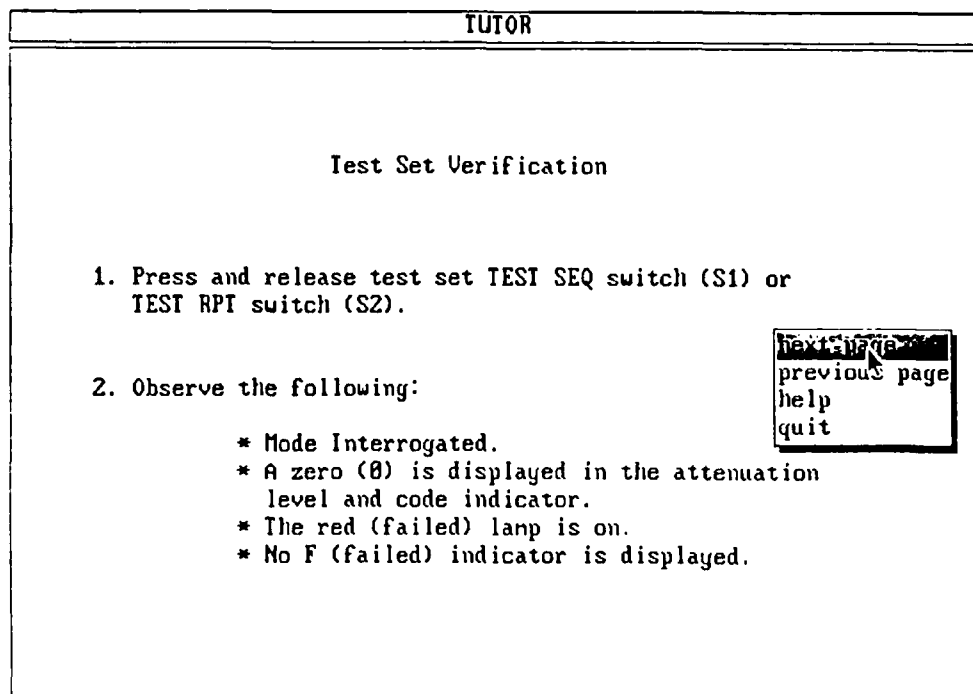 TUTOR
Test Set Verification
1. Press and release test set TEST SEQ switch (S1) or
TEST RPT switch (S2).
next page
previous page
help
quit
2. Observe the following:
* Mode Interrogated.
* A zero (0) is displayed in the attenuation
level and code indicator.
* The red (failed) lamp is on.
* No F (failed) indicator is displayed.